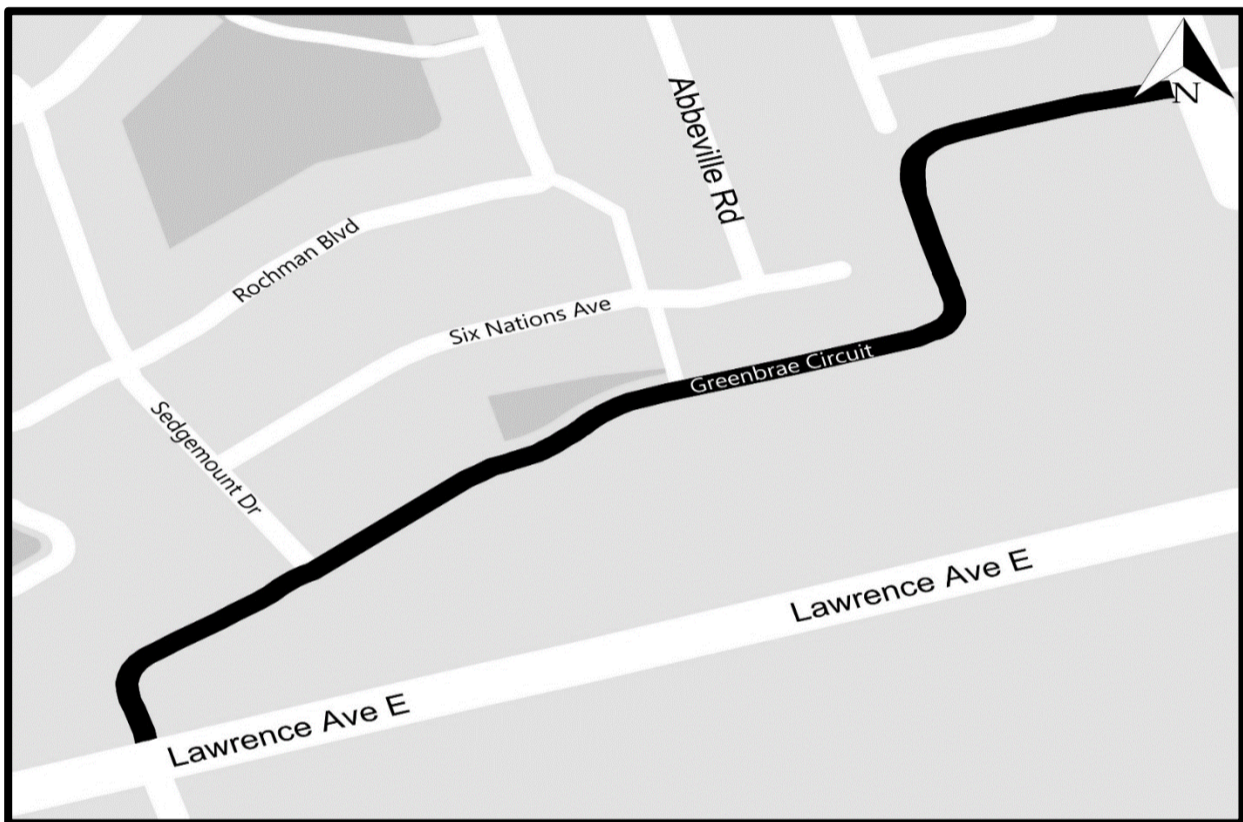 N
Abbeville Rd
Rochman Blvd
Six Nations Ave
Greenbrae Circuit
Sedgemount Dr
Lawrence Ave E
Lawrence Ave E